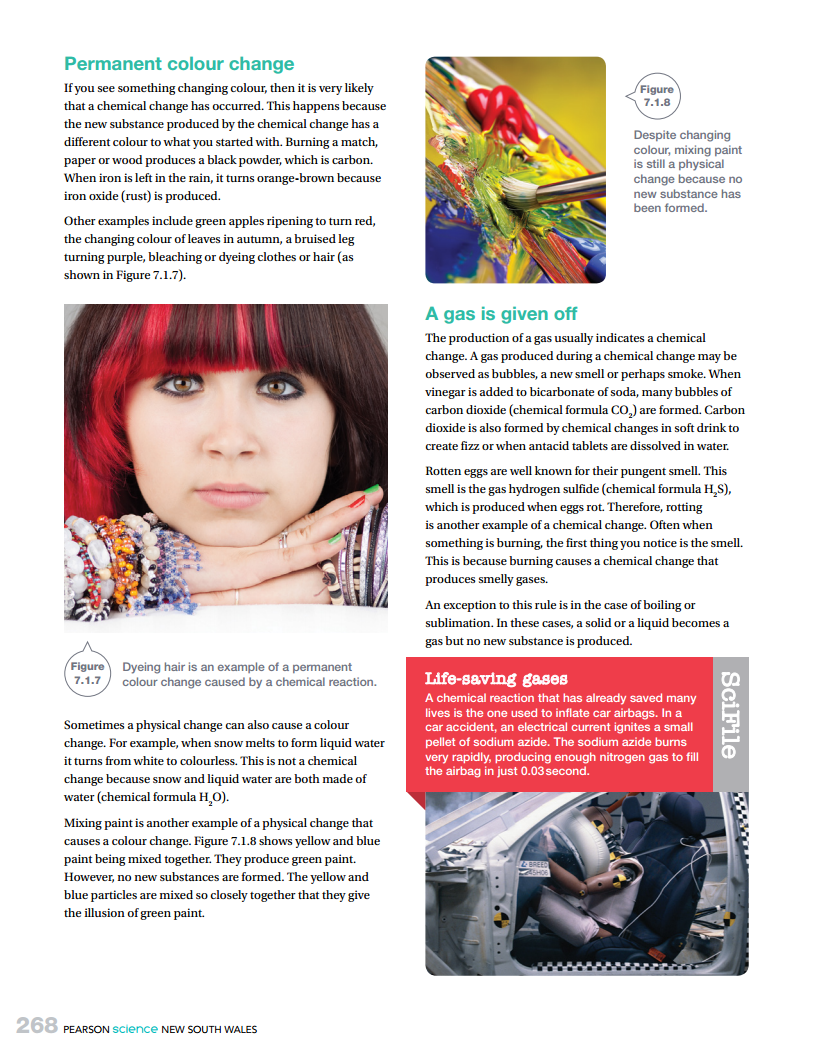 Permanent colour change
If you see something changing colour, then it is very likely
that a chemical change has occurred. This happens because
the new substance produced by the chemical change has a
different colour to what you started with. Burning a match,
paper or wood produces a black powder, which is carbon.
When iron is left in the rain, it turns orange-brown because
iron oxide (rust) is produced.
Other examples include green apples ripening to turn red,
the changing colour of leaves in autumn, a bruised leg
turning purple, bleaching or dyeing clothes or hair (as
shown in Figure 7.1.7).
Figure
7.1.7
Dyeing hair is an example of a permanent
colour change caused by a chemical reaction.
Sometimes a physical change can also cause a colour
change. For example, when snow melts to form liquid water
it turns from white to colourless. This is not a chemical
change because snow and liquid water are both made of
water (chemical formula H₂O).
Mixing paint is another example of a physical change that
causes a colour change. Figure 7.1.8 shows yellow and blue
paint being mixed together. They produce green paint.
However, no new substances are formed. The yellow and
blue particles are mixed so closely together that they give
the illusion of green paint.
Figure
7.1.8
Despite changing
colour, mixing paint
is still a physical
change because no
new substance has
been formed.
A gas is given off
The production of a gas usually indicates a chemical
change. A gas produced during a chemical change may be
observed as bubbles, a new smell or perhaps smoke. When
vinegar is added to bicarbonate of soda, many bubbles of
carbon dioxide (chemical formula CO₂) are formed. Carbon
dioxide is also formed by chemical changes in soft drink to
create fizz or when antacid tablets are dissolved in water.
Rotten eggs are well known for their pungent smell. This
smell is the gas hydrogen sulfide (chemical formula H₂S),
which is produced when eggs rot. Therefore, rotting
is another example of a chemical change. Often when
something is burning, the first thing you notice is the smell.
This is because burning causes a chemical change that
produces smelly gases.
An exception to this rule is in the case of boiling or
sublimation. In these cases, a solid or a liquid becomes a
gas but no new substance is produced.
Life-saving gases
A chemical reaction that has already saved many
lives is the one used to inflate car airbags. In a
car accident, an electrical current ignites a small
pellet of sodium azide. The sodium azide burns
very rapidly, producing enough nitrogen gas to fill
the airbag in just 0.03 second.
SciFile
BREED
45H06
268 PEARSON science NEW SOUTH WALES